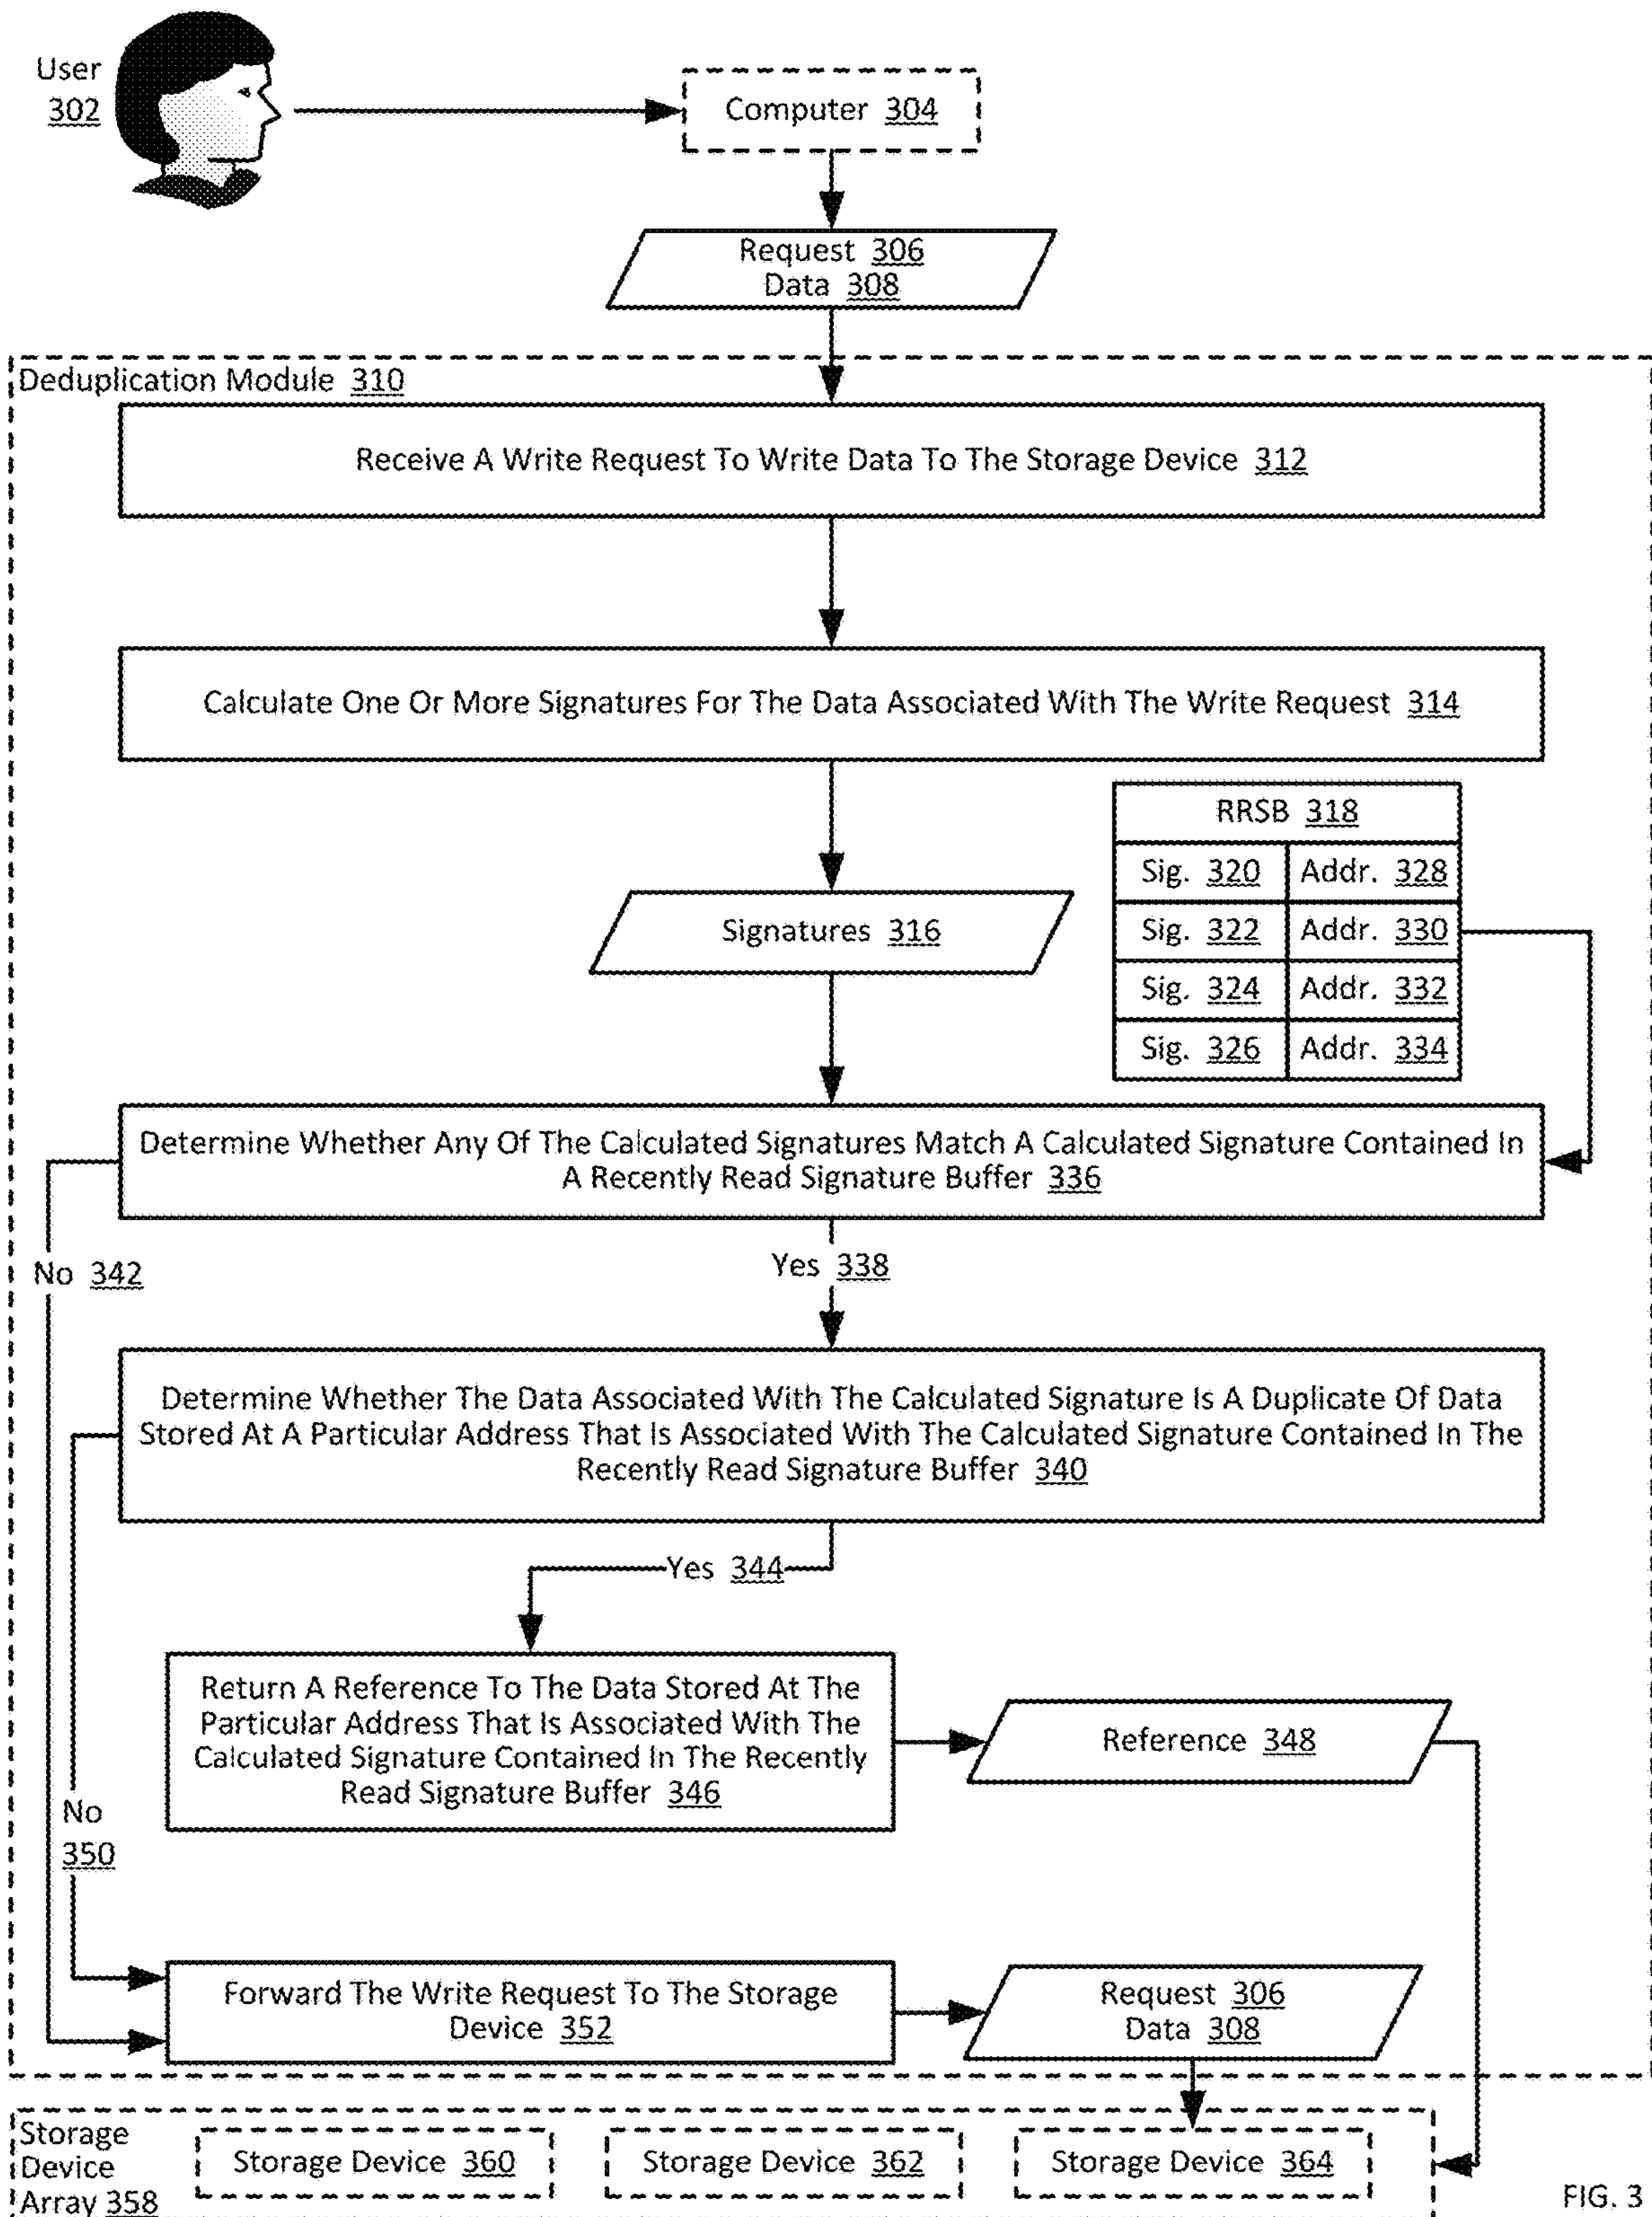 User
302
Computer 304
Request 306
Data 308
Deduplication Module 310
Receive A Write Request To Write Data To The Storage Device 312
Calculate One Or More Signatures For The Data Associated With The Write Request 314
RRSB 318
Sig. 320 Addr. 328
Sig. 322 Addr. 330
Sig. 324 Addr. 332
Sig. 326 Addr. 334
Signatures 316
Determine Whether Any Of The Calculated Signatures Match A Calculated Signature Contained In
A Recently Read Signature Buffer 336
No 342
Yes 338
Determine Whether The Data Associated With The Calculated Signature Is A Duplicate Of Data
Stored At A Particular Address That Is Associated With The Calculated Signature Contained In The
Recently Read Signature Buffer 340
Yes 344
Return A Reference To The Data Stored At The
Particular Address That Is Associated With The
Calculated Signature Contained In The Recently
Read Signature Buffer 346
Reference 348
No
350
Forward The Write Request To The Storage
Device 352
Request 306
Data 308
Storage
Device
Array 358
Storage Device 360
Storage Device 362
Storage Device 364
FIG. 3